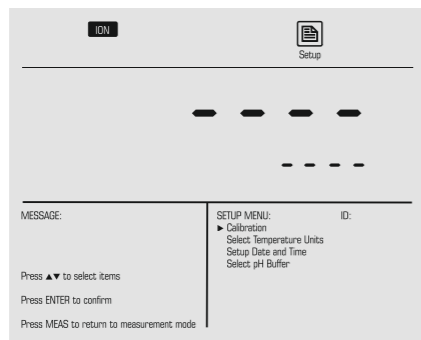 ION
Setup
MESSAGE:
Press ▲▼ to select items
Press ENTER to confirm
Press MEAS to return to measurement mode
SETUP MENU: ID:
► Calibration
Select Temperature Units
Setup Date and Time
Select pH Buffer